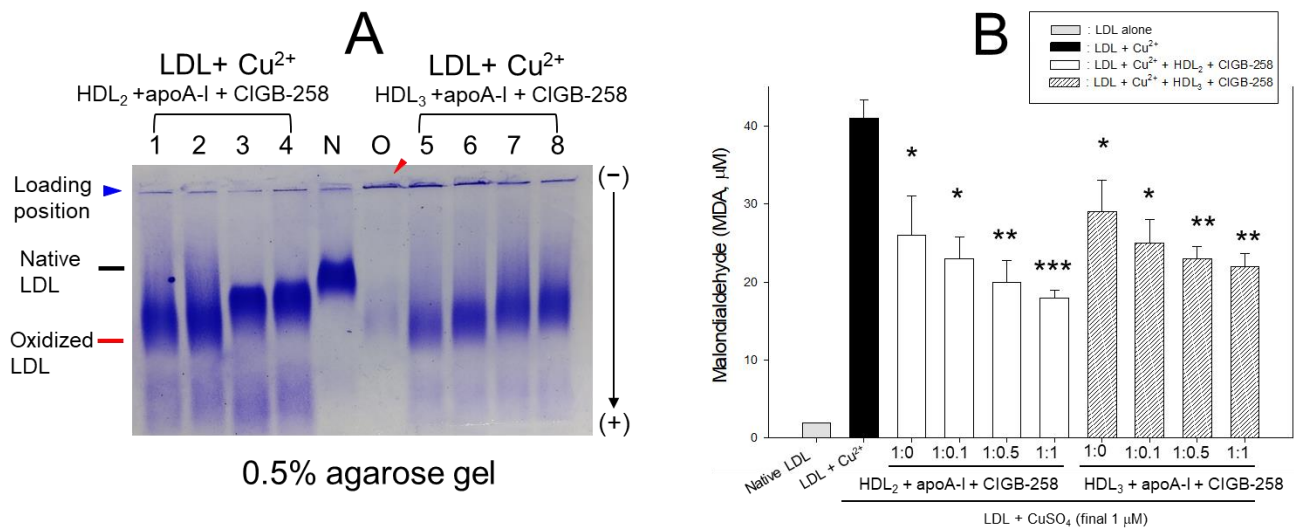 A
LDL+ Cu²⁺
HDL₂ +apoA-I + CIGB-258
LDL+ Cu²⁺
HDL₃ +apoA-I + CIGB-258
1 2 3 4 N O 5 6 7 8
Loading
position
Native
LDL
Oxidized
LDL
(−)
(+)
0.5% agarose gel
B
: LDL alone
: LDL + Cu²⁺
: LDL + Cu²⁺ + HDL₂ + CIGB-258
: LDL + Cu²⁺ + HDL₃ + CIGB-258
Malondialdehyde (MDA, μM)
40
20
0
* * ** *** * * ** **
Native LDL
LDL + Cu²⁺
1:0 1:0.1 1:0.5 1:1 1:0 1:0.1 1:0.5 1:1
HDL₂ + apoA-I + CIGB-258 HDL₃ + apoA-I + CIGB-258
LDL + CuSO₄ (final 1 μM)